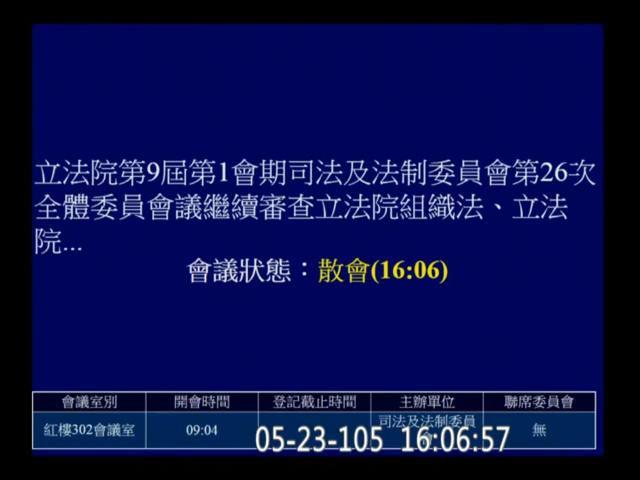 立法院第9屆第1會期司法及法制委員會第26次
全體委員會議繼續審查立法院組織法、立法
院...
會議狀態：散會(16:06)
會議室別 開會時間 登記截止時間 主辦單位 聯席委員會
紅樓302會議室 09:04 司法及法制委員 無
05-23-105 16:06:57